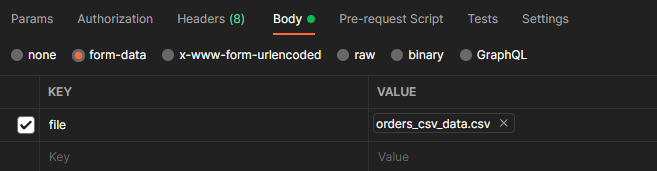 Params Authorization Headers (8) Body Pre-request Script Tests Settings
none form-data x-www-form-urlencoded raw binary GraphQL
KEY VALUE
file orders_csv_data.csv
Key Value